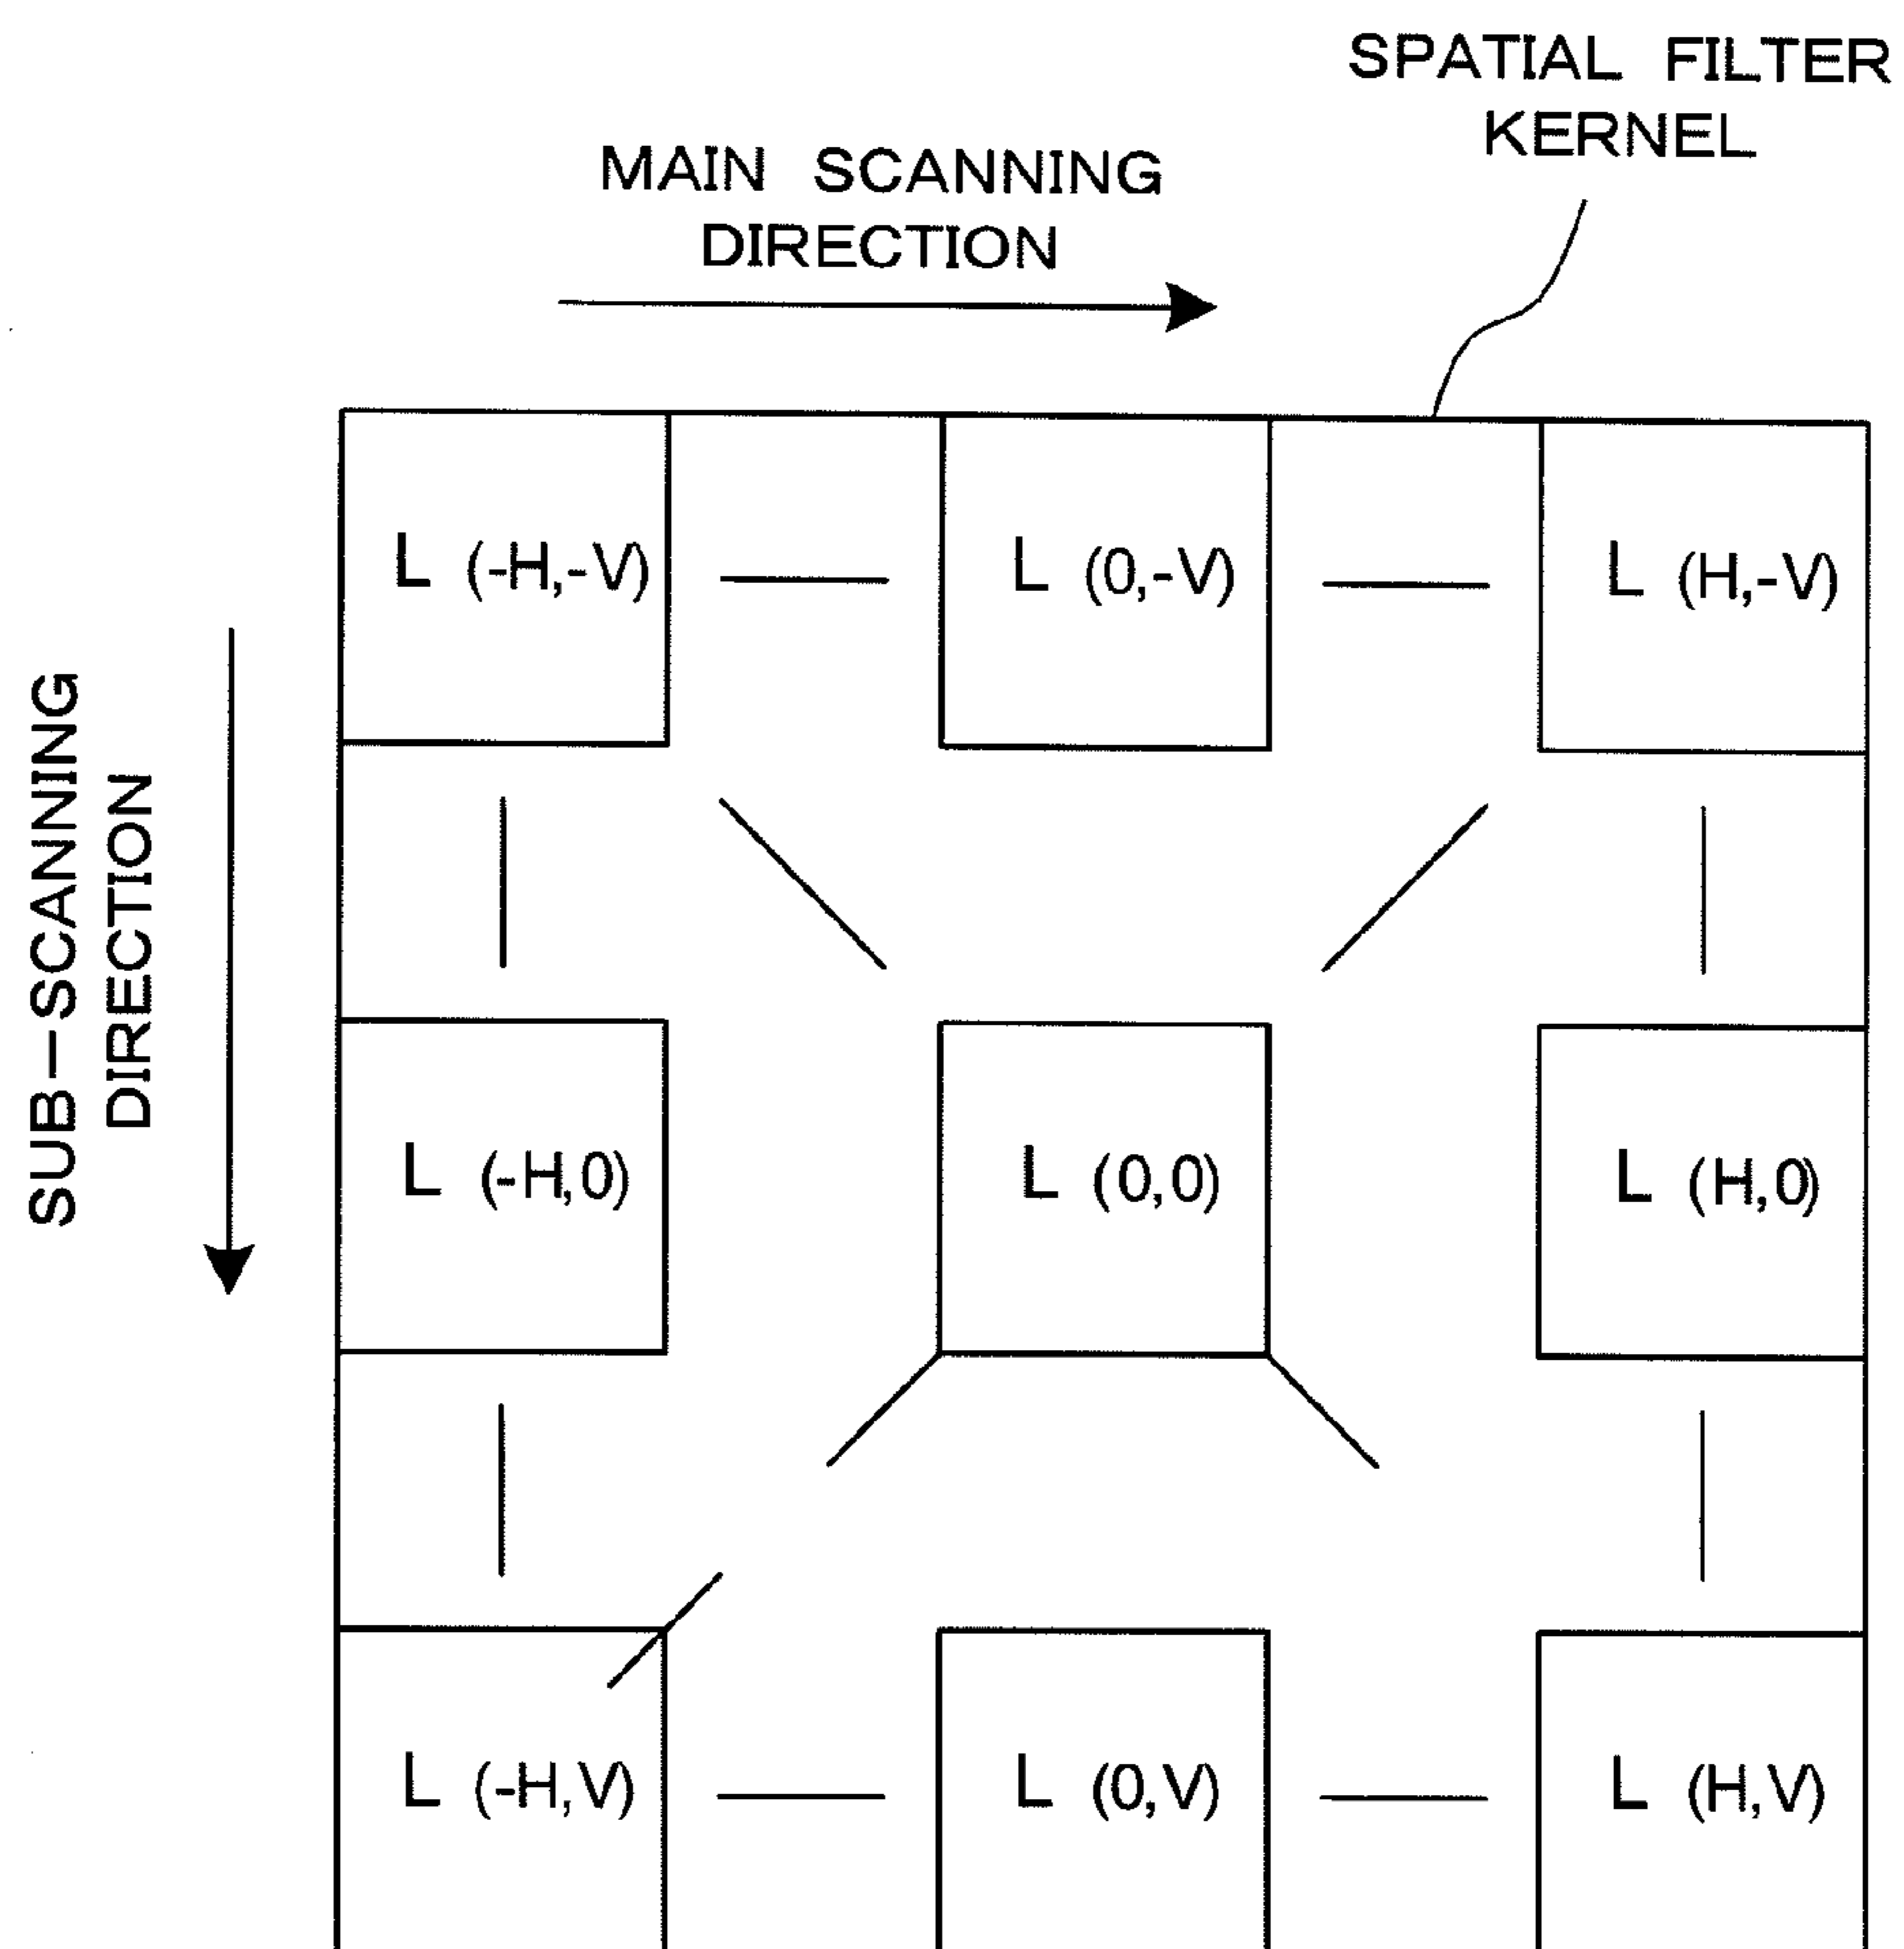 SPATIAL FILTER
KERNEL
MAIN SCANNING
DIRECTION
SUB-SCANNING
DIRECTION
L (-H,-V)
L (0,-V)
L (H,-V)
L (-H,0)
L (0,0)
L (H,0)
L (-H,V)
L (0,V)
L (H,V)